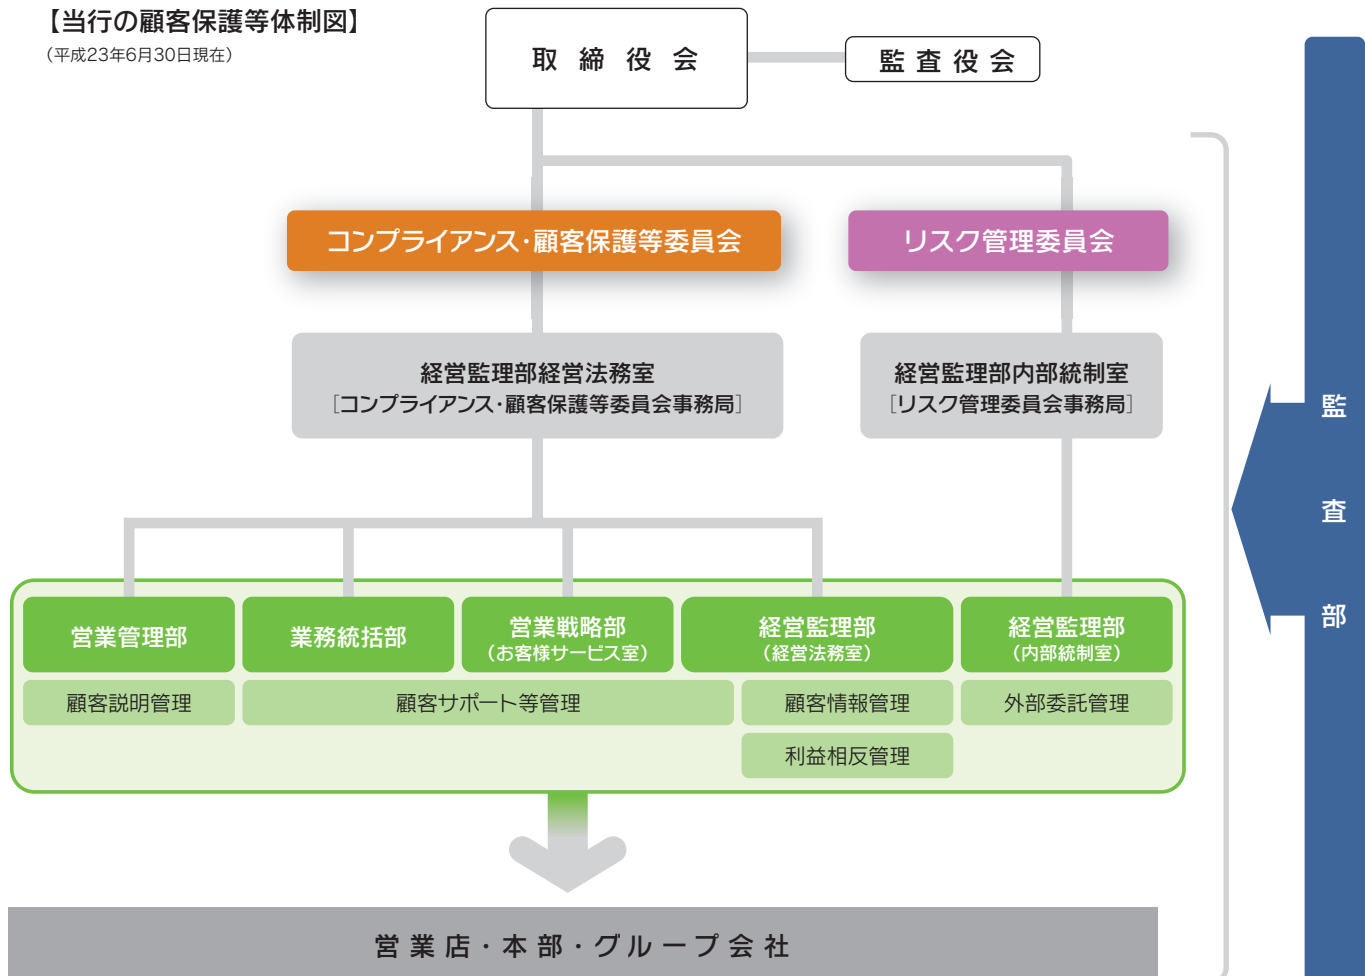 【当行の顧客保護等体制図】
（平成23年6月30日現在）
取締役会
監査役会
コンプライアンス・顧客保護等委員会
リスク管理委員会
経営監理部経営法務室
［コンプライアンス・顧客保護等委員会事務局］
経営監理部内部統制室
［リスク管理委員会事務局］
監査部
営業管理部
業務統括部
営業戦略部
（お客様サービス室）
経営監理部
（経営法務室）
経営監理部
（内部統制室）
顧客説明管理
顧客サポート等管理
顧客情報管理
外部委託管理
利益相反管理
営業店・本部・グループ会社